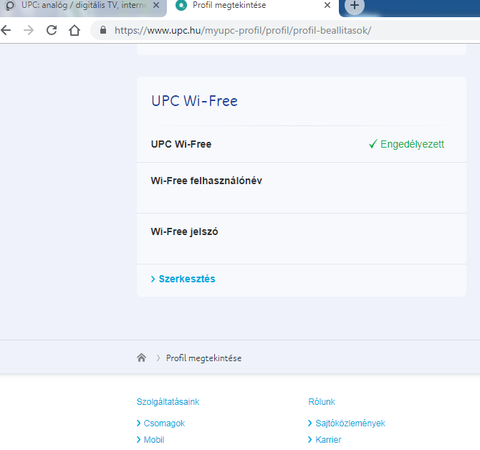 UPC: analóg / digitális TV, intern
Profil megtekintése
https://www.upc.hu/myupc-profil/profil/profil-beallitasok/
UPC Wi-Free
UPC Wi-Free Engedélyezett
Wi-Free felhasználónév
Wi-Free jelszó
Szerkesztés
Profil megtekintése
Szolgáltatásaink Rólunk
Csomagok Sajtóközlemények
Mobil Karrier